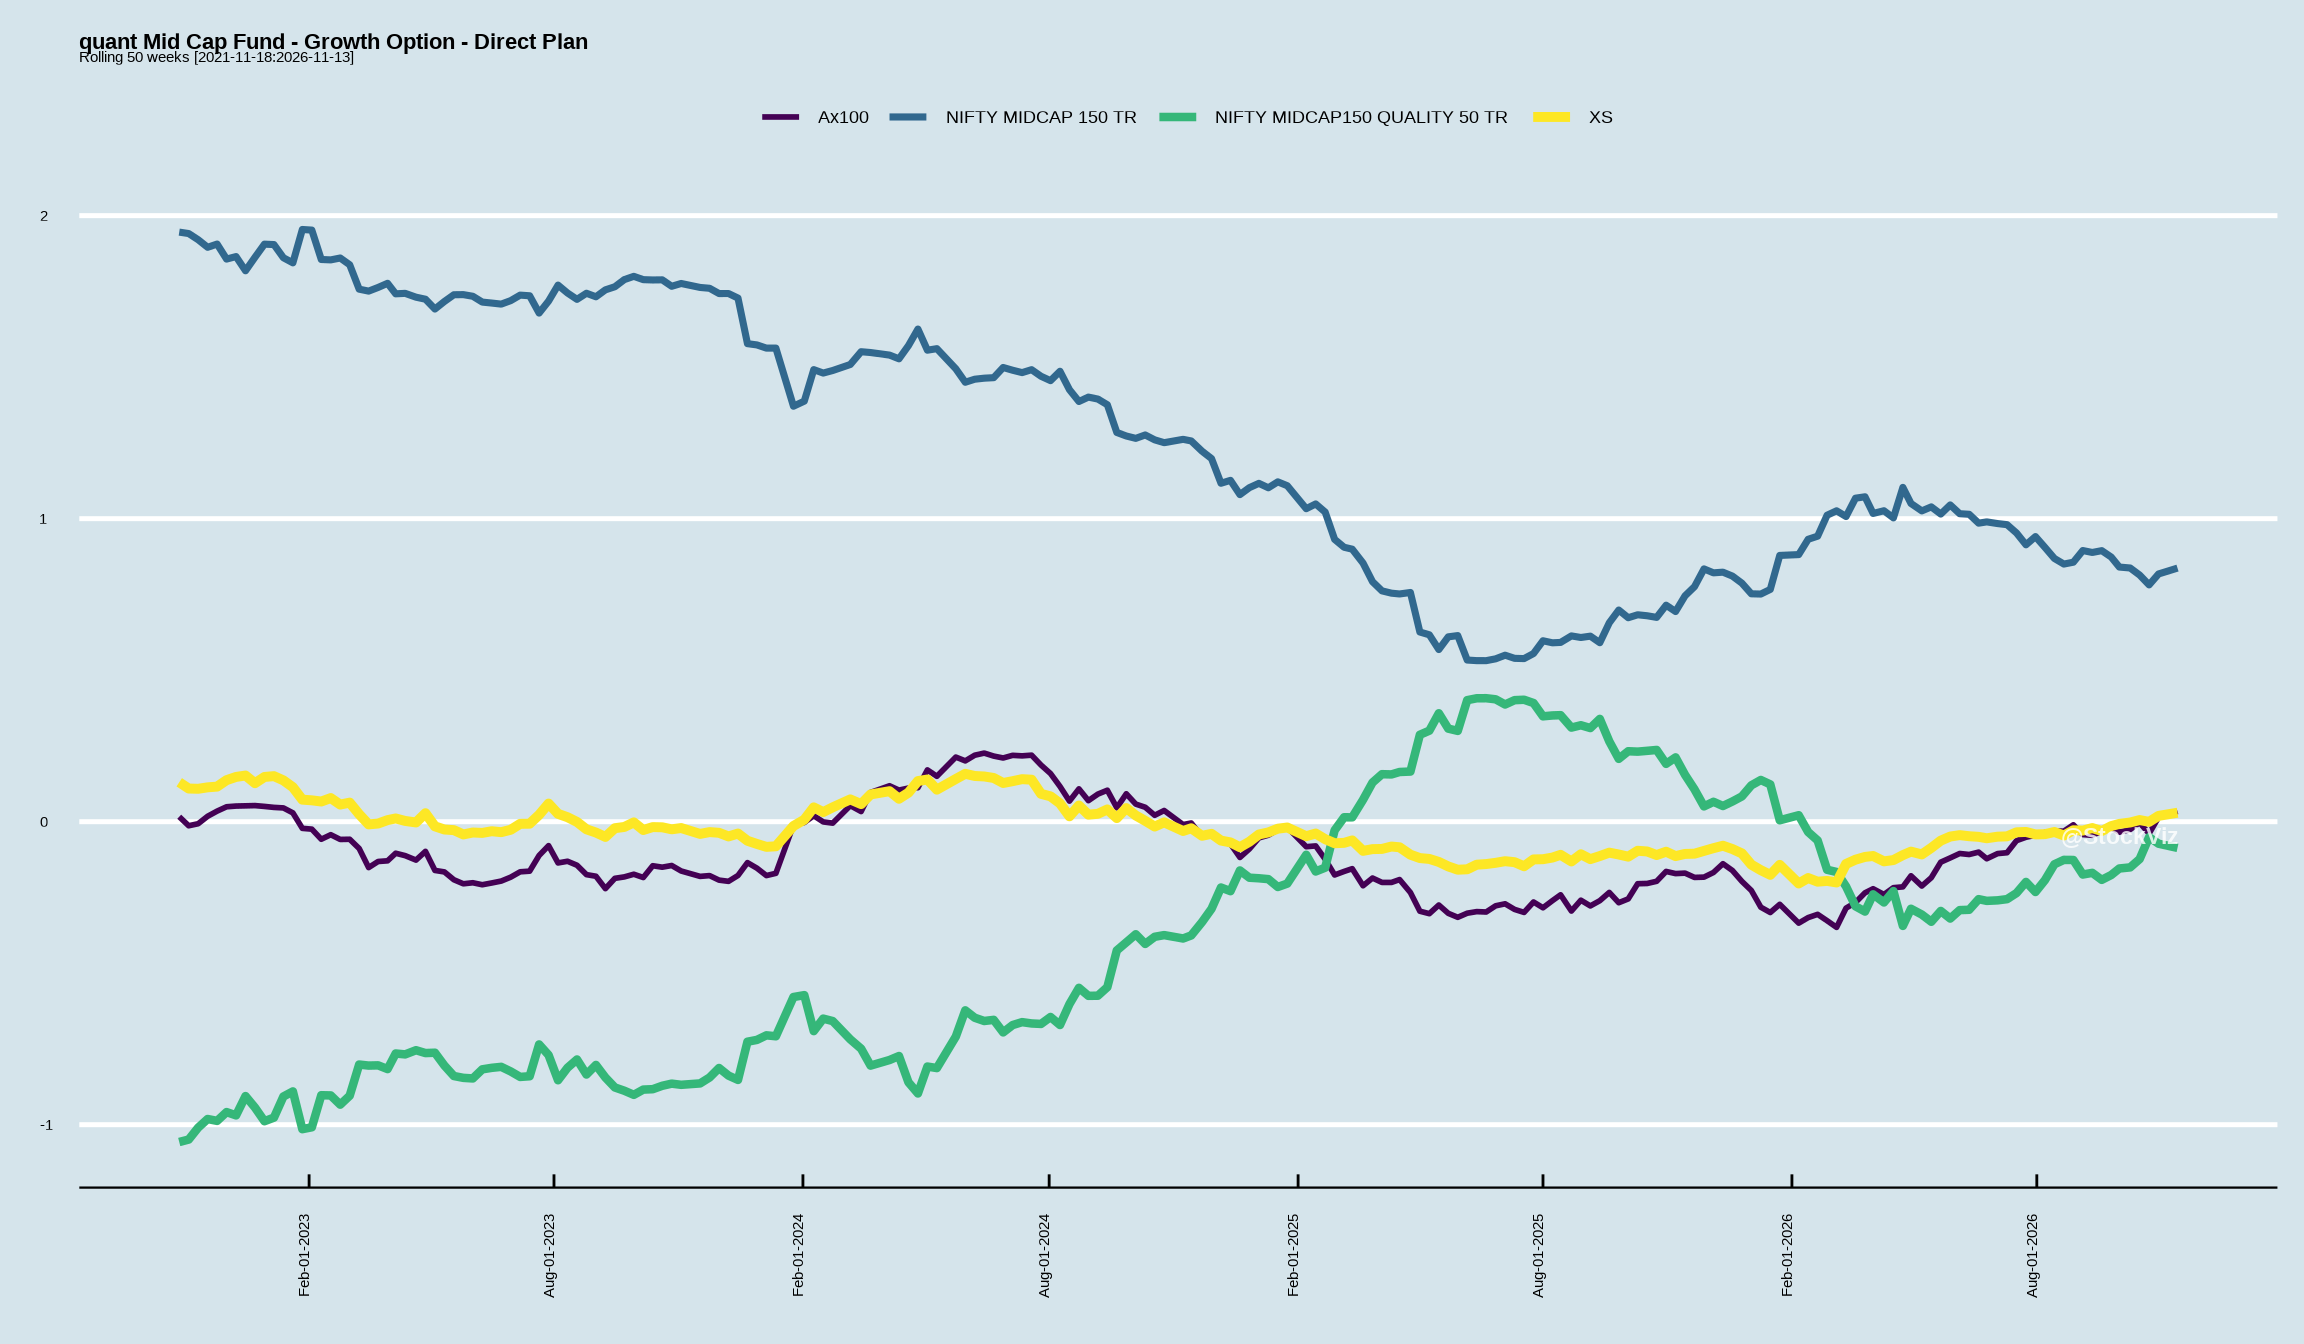 quant Mid Cap Fund - Growth Option - Direct Plan
Rolling 50 weeks [2021-11-18:2026-11-13]
Ax100 NIFTY MIDCAP 150 TR NIFTY MIDCAP150 QUALITY 50 TR XS
2
1
0
@StockViz
-1
Feb-01-2023 Aug-01-2023 Feb-01-2024 Aug-01-2024 Feb-01-2025 Aug-01-2025 Feb-01-2026 Aug-01-2026